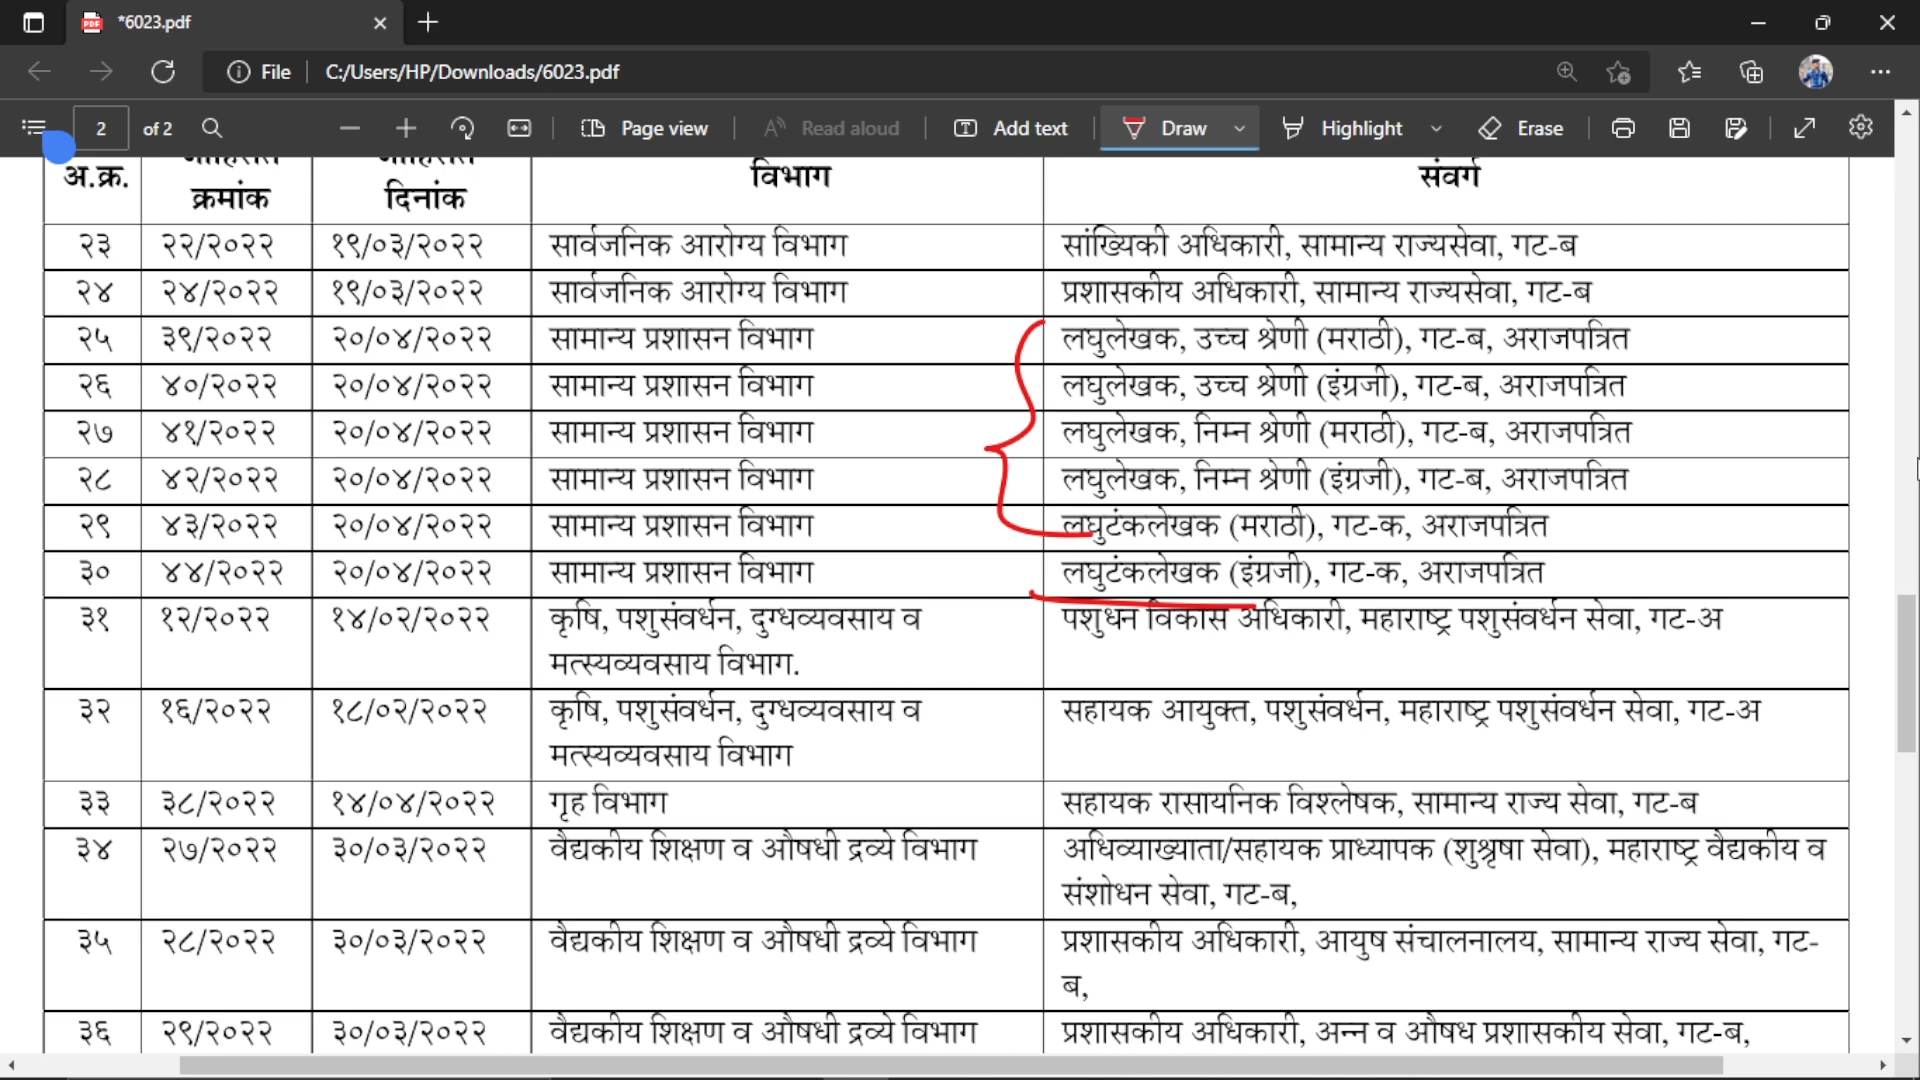 *6023.pdf
File C:/Users/HP/Downloads/6023.pdf
2 of 2 Page view Read aloud Add text Draw Highlight Erase
अ.क्र. क्रमांक दिनांक विभाग संवर्ग
२३ २२/२०२२ १९/०३/२०२२ सार्वजनिक आरोग्य विभाग सांख्यिकी अधिकारी, सामान्य राज्यसेवा, गट-ब
२४ २४/२०२२ १९/०३/२०२२ सार्वजनिक आरोग्य विभाग प्रशासकीय अधिकारी, सामान्य राज्यसेवा, गट-ब
२५ ३९/२०२२ २०/०४/२०२२ सामान्य प्रशासन विभाग लघुलेखक, उच्च श्रेणी (मराठी), गट-ब, अराजपत्रित
२६ ४०/२०२२ २०/०४/२०२२ सामान्य प्रशासन विभाग लघुलेखक, उच्च श्रेणी (इंग्रजी), गट-ब, अराजपत्रित
२७ ४१/२०२२ २०/०४/२०२२ सामान्य प्रशासन विभाग लघुलेखक, निम्न श्रेणी (मराठी), गट-ब, अराजपत्रित
२८ ४२/२०२२ २०/०४/२०२२ सामान्य प्रशासन विभाग लघुलेखक, निम्न श्रेणी (इंग्रजी), गट-ब, अराजपत्रित
२९ ४३/२०२२ २०/०४/२०२२ सामान्य प्रशासन विभाग लघुटंकलेखक (मराठी), गट-क, अराजपत्रित
३० ४४/२०२२ २०/०४/२०२२ सामान्य प्रशासन विभाग लघुटंकलेखक (इंग्रजी), गट-क, अराजपत्रित
३१ १२/२०२२ १४/०२/२०२२ कृषि, पशुसंवर्धन, दुग्धव्यवसाय व पशुधन विकास अधिकारी, महाराष्ट्र पशुसंवर्धन सेवा, गट-अ
मत्स्यव्यवसाय विभाग.
३२ १६/२०२२ १८/०२/२०२२ कृषि, पशुसंवर्धन, दुग्धव्यवसाय व सहायक आयुक्त, पशुसंवर्धन, महाराष्ट्र पशुसंवर्धन सेवा, गट-अ
मत्स्यव्यवसाय विभाग
३३ ३८/२०२२ १४/०४/२०२२ गृह विभाग सहायक रासायनिक विश्लेषक, सामान्य राज्य सेवा, गट-ब
३४ २७/२०२२ ३०/०३/२०२२ वैद्यकीय शिक्षण व औषधी द्रव्ये विभाग अधिव्याख्याता/सहायक प्राध्यापक (शुश्रृषा सेवा), महाराष्ट्र वैद्यकीय व
संशोधन सेवा, गट-ब,
३५ २८/२०२२ ३०/०३/२०२२ वैद्यकीय शिक्षण व औषधी द्रव्ये विभाग प्रशासकीय अधिकारी, आयुष संचालनालय, सामान्य राज्य सेवा, गट-
ब,
३६ २९/२०२२ ३०/०३/२०२२ वैद्यकीय शिक्षण व औषधी द्रव्ये विभाग प्रशासकीय अधिकारी, अन्न व औषध प्रशासकीय सेवा, गट-ब,